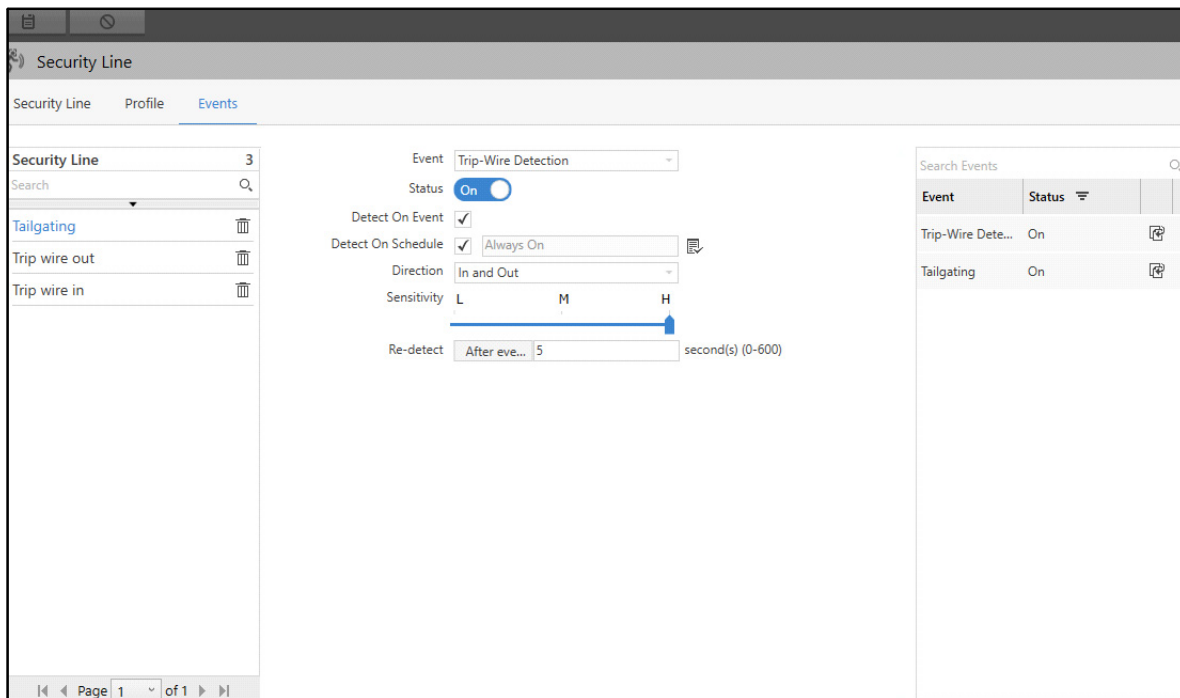 Security Line
Security Line Profile Events
Security Line 3
Search
Tailgating
Trip wire out
Trip wire in
Page 1 of 1
Event Trip-Wire Detection
Status On
Detect On Event
Detect On Schedule Always On
Direction In and Out
Sensitivity L M H
Re-detect After eve... 5 second(s) (0-600)
Search Events
Event Status
Trip-Wire Dete... On
Tailgating On